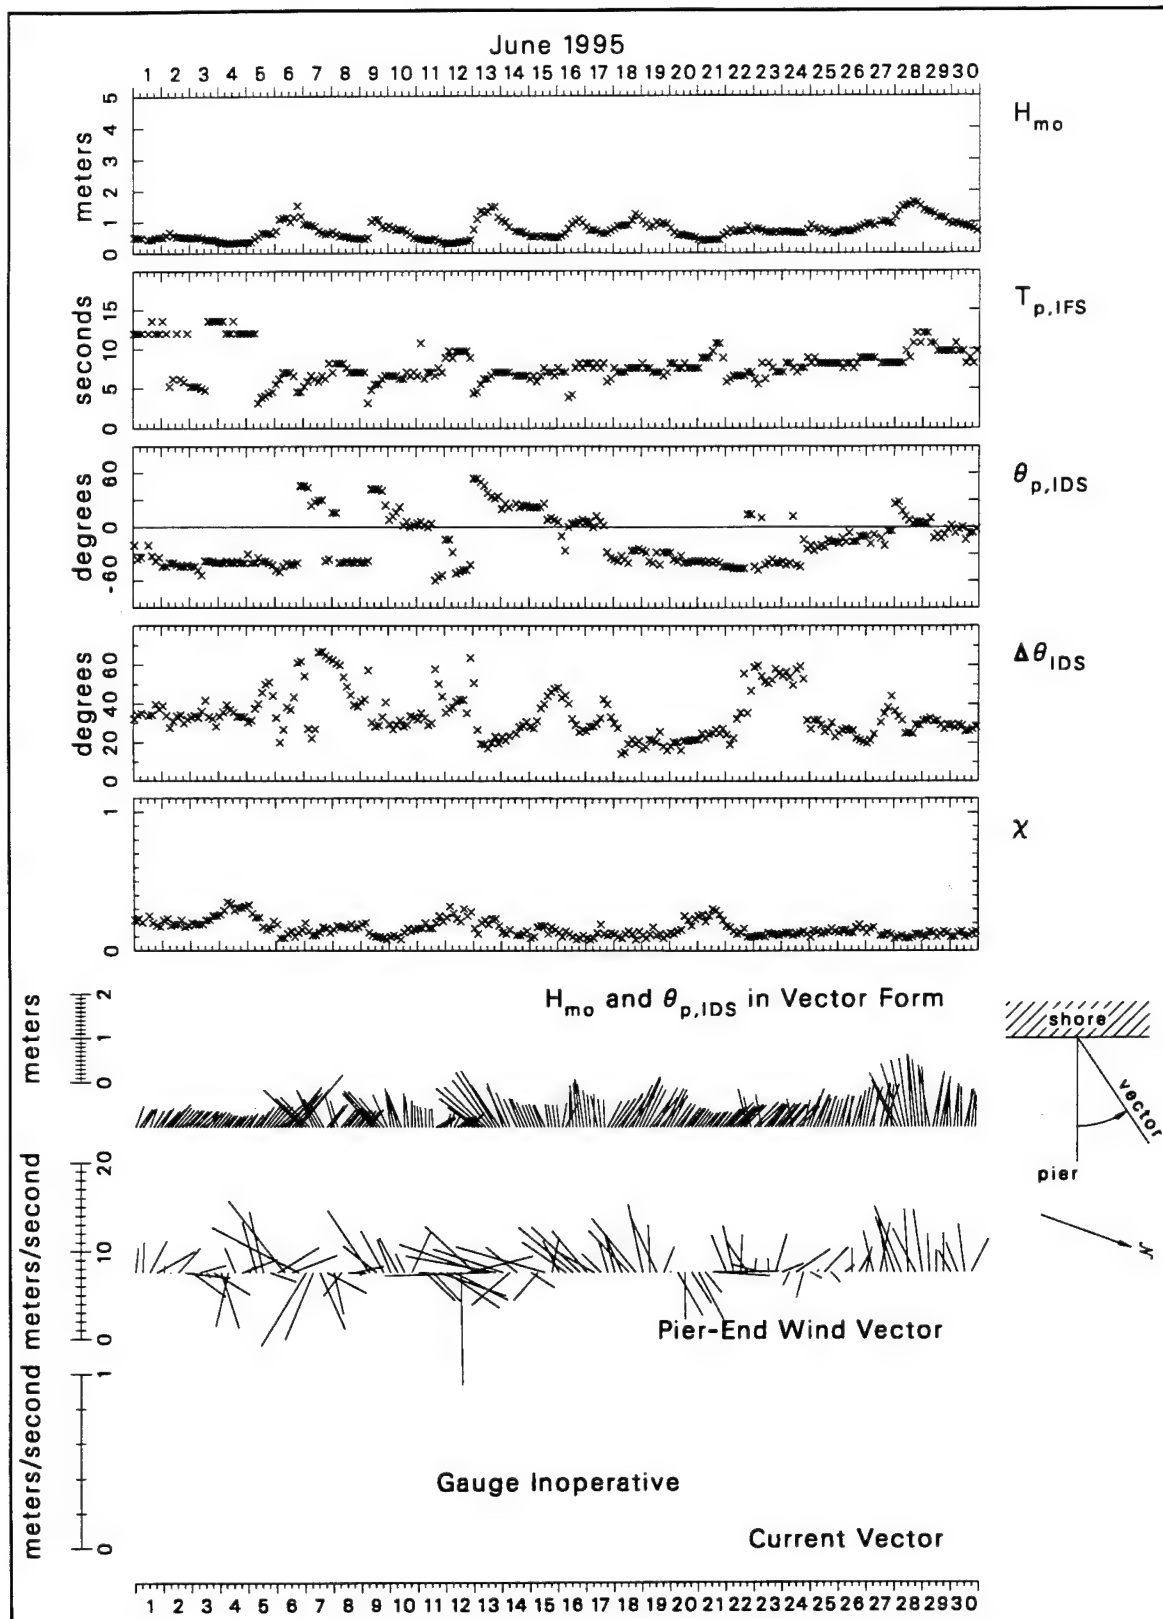 June 1995
1 2 3 4 5 6 7 8 9 10 11 12 13 14 15 16 17 18 19 20 21 22 23 24 25 26 27 28 29 30
5
4
3
2
1
0
meters
H_mo
15
10
5
0
seconds
T_p,IFS
60
0
-60
degrees
θ_p,IDS
60
40
20
0
degrees
Δθ_IDS
1
0
χ
2
1
0
meters
H_mo and θ_p,IDS in Vector Form
shore
vector
pier
N
20
10
0
meters/second
Pier-End Wind Vector
1
0
meters/second
Gauge Inoperative
Current Vector
1 2 3 4 5 6 7 8 9 10 11 12 13 14 15 16 17 18 19 20 21 22 23 24 25 26 27 28 29 30